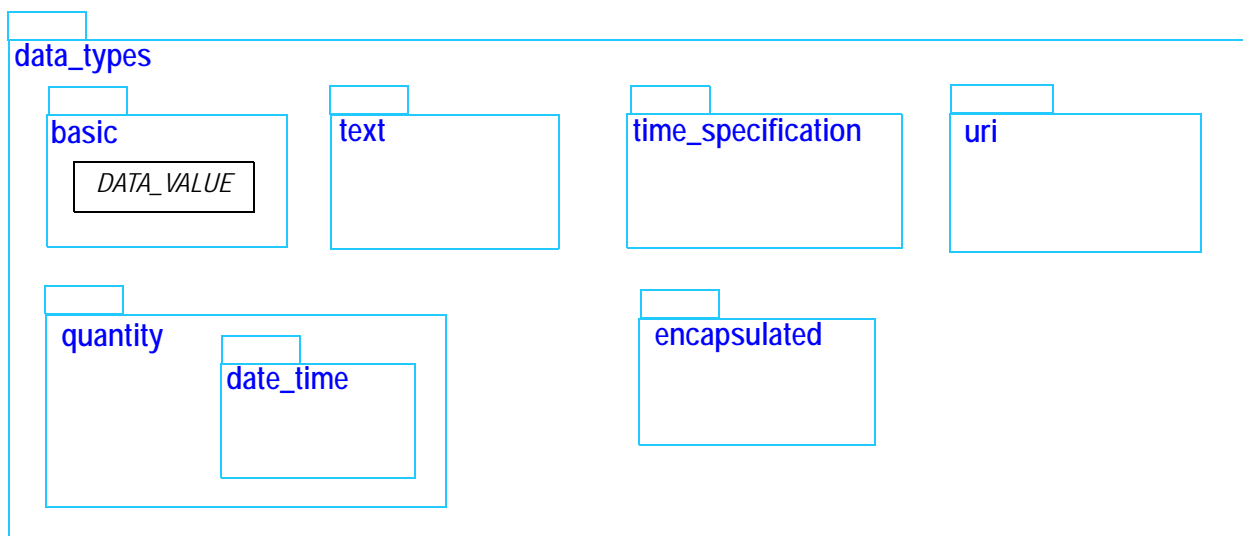 data_types
basic
text
time_specification
uri
DATA_VALUE
quantity
date_time
encapsulated